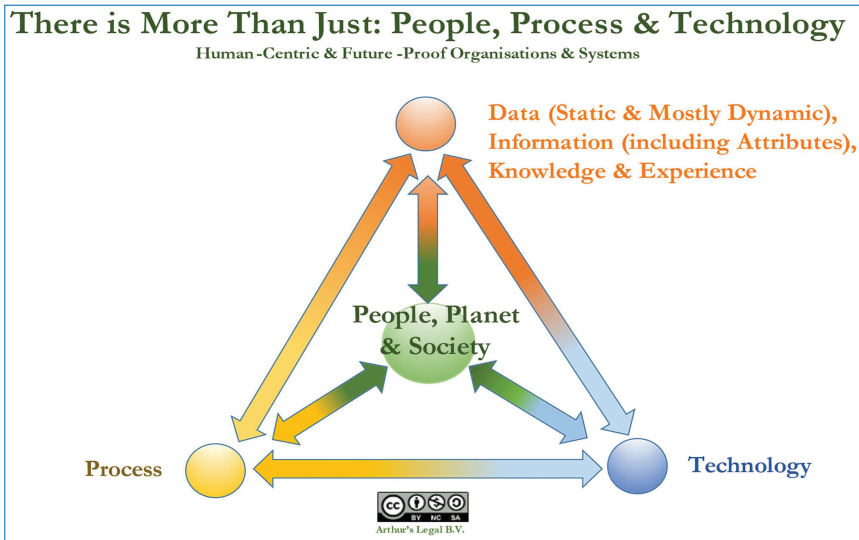 There is More Than Just: People, Process & Technology
Human-Centric & Future-Proof Organisations & Systems
Data (Static & Mostly Dynamic),
Information (including Attributes),
Knowledge & Experience
People, Planet
& Society
Process
Technology
cc
BY NC SA
Arthur's Legal B.V.